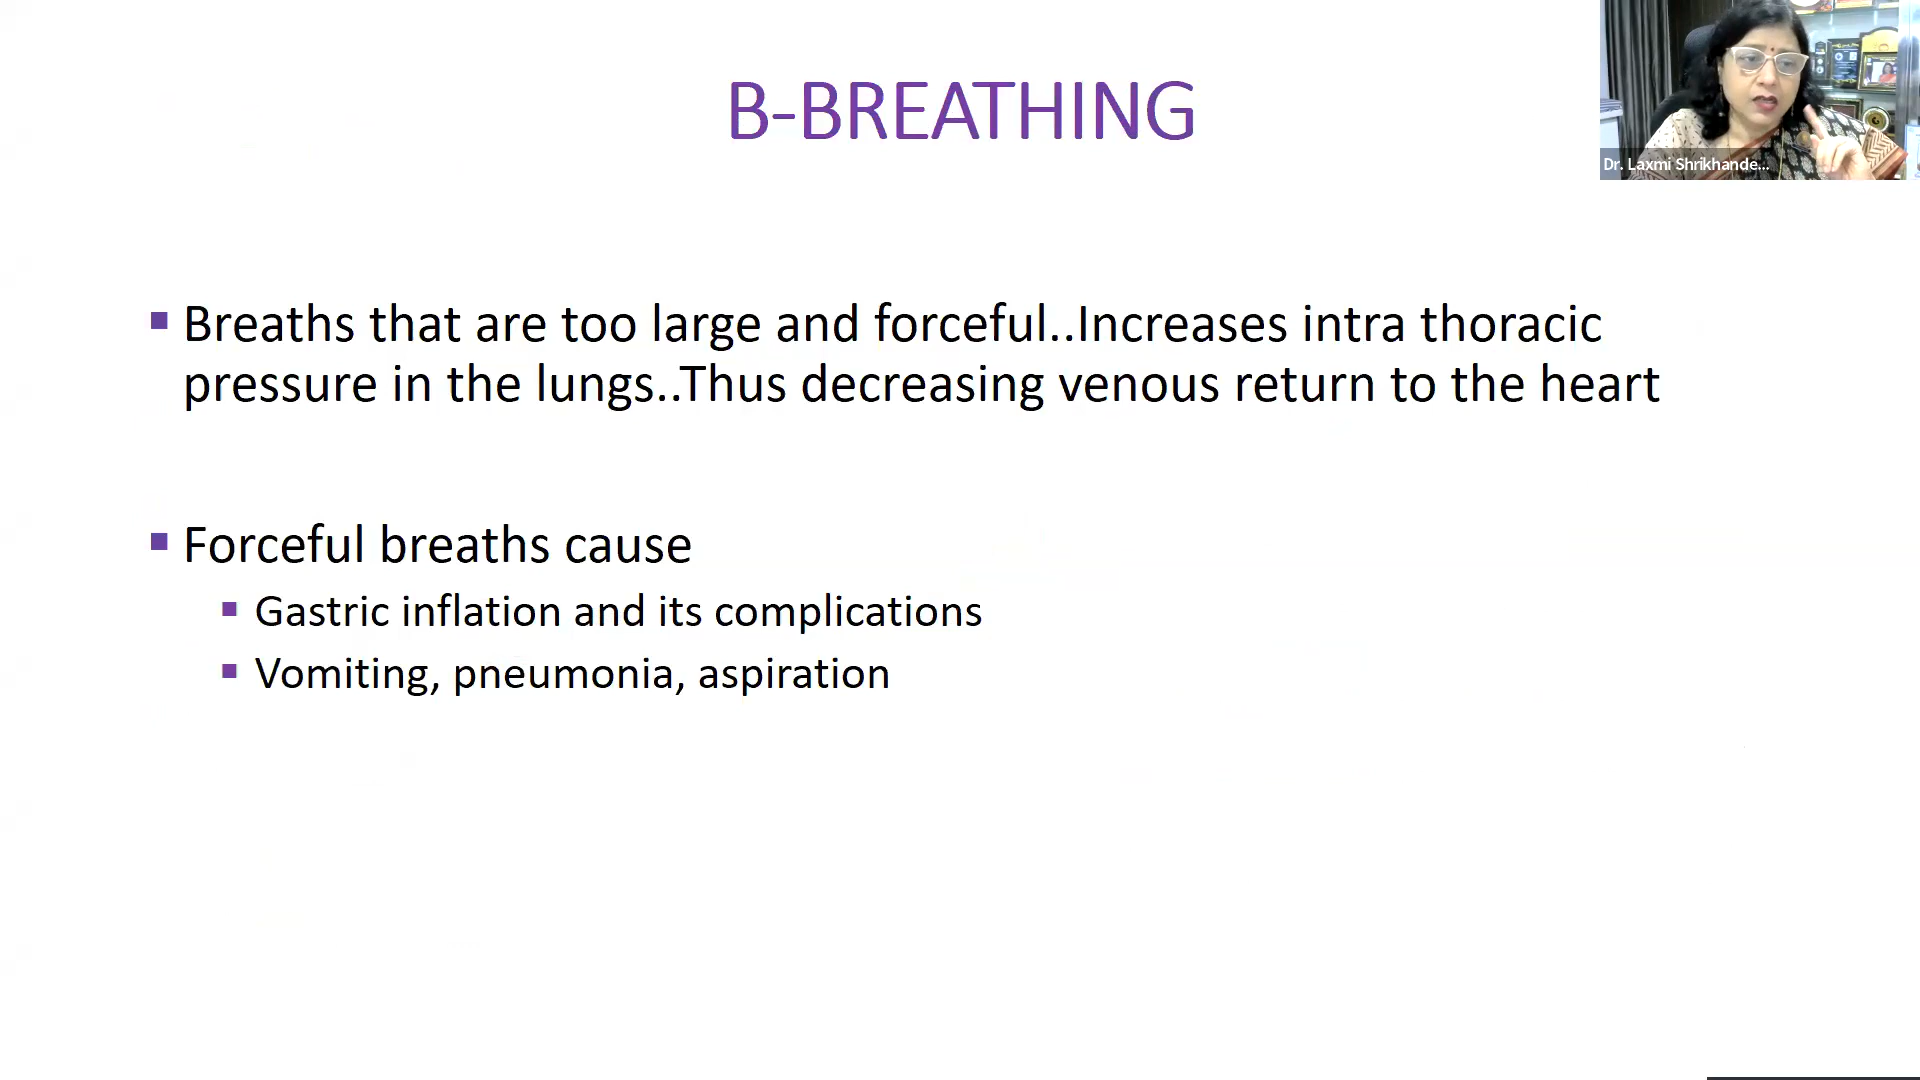 B-BREATHING
Dr. Laxmi Shrikhande...
Breaths that are too large and forceful..Increases intra thoracic
pressure in the lungs..Thus decreasing venous return to the heart
Forceful breaths cause
Gastric inflation and its complications
Vomiting, pneumonia, aspiration